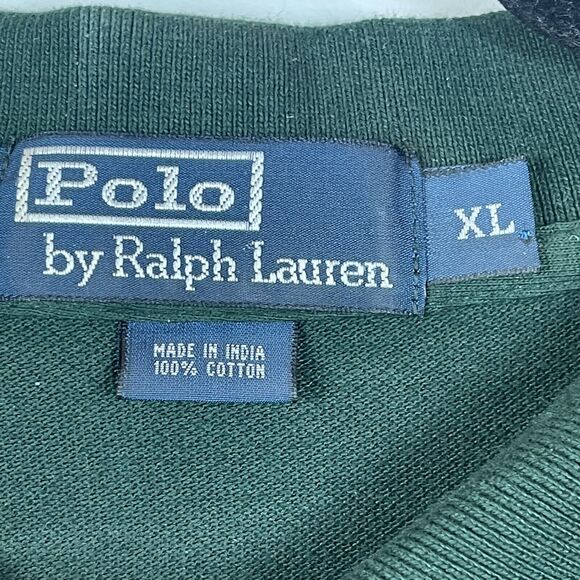 Polo
by Ralph Lauren
XL
MADE IN INDIA
100% COTTON